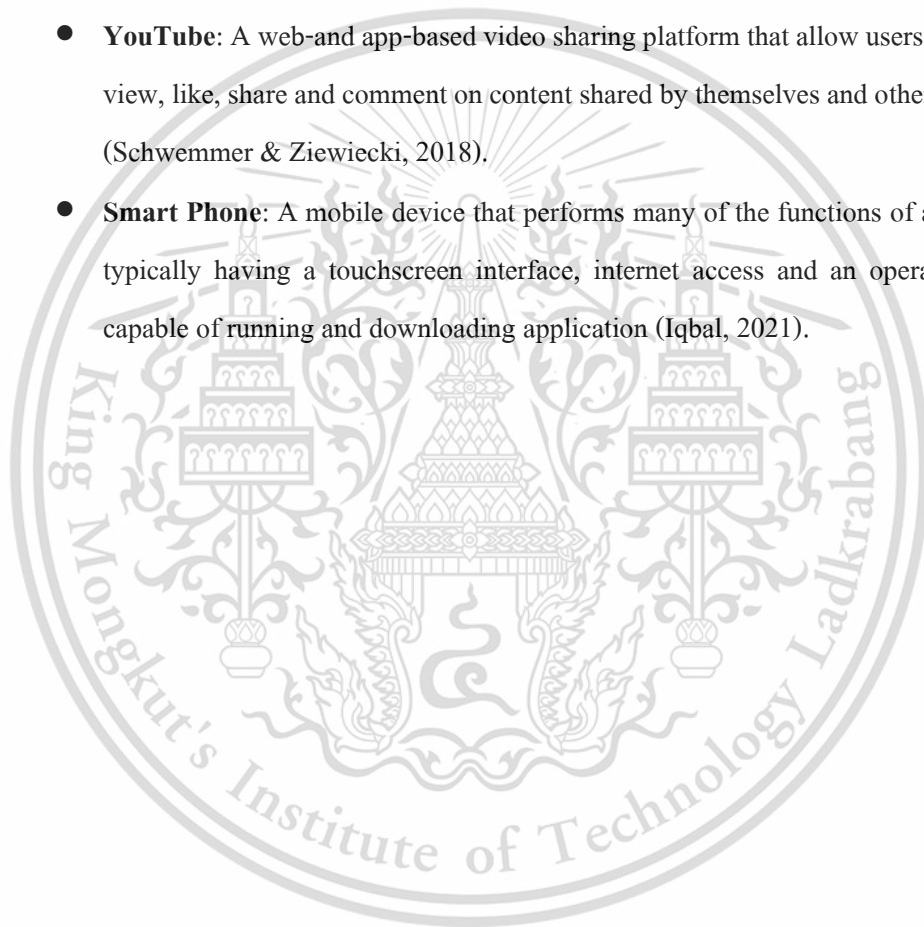 ● YouTube: A web-and app-based video sharing platform that allow users
view, like, share and comment on content shared by themselves and othe
(Schwemmer & Ziewiecki, 2018).
● Smart Phone: A mobile device that performs many of the functions of a
typically having a touchscreen interface, internet access and an opera
capable of running and downloading application (Iqbal, 2021).
King Mongkut's Institute of Technology Ladkrabang